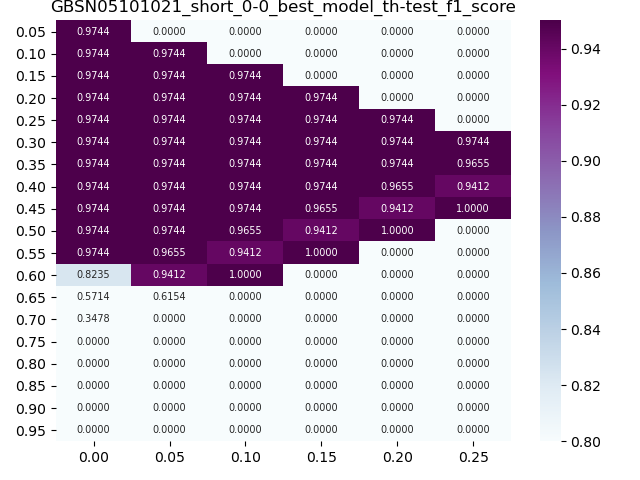 GBSN05101021_short_0-0_best_model_th-test_f1_score
0.05 0.9744 0.0000 0.0000 0.0000 0.0000 0.0000
0.10 0.9744 0.9744 0.0000 0.0000 0.0000 0.0000
0.15 0.9744 0.9744 0.9744 0.0000 0.0000 0.0000
0.20 0.9744 0.9744 0.9744 0.9744 0.0000 0.0000
0.25 0.9744 0.9744 0.9744 0.9744 0.9744 0.0000
0.30 0.9744 0.9744 0.9744 0.9744 0.9744 0.9744
0.35 0.9744 0.9744 0.9744 0.9744 0.9744 0.9655
0.40 0.9744 0.9744 0.9744 0.9744 0.9655 0.9412
0.45 0.9744 0.9744 0.9744 0.9655 0.9412 1.0000
0.50 0.9744 0.9744 0.9655 0.9412 1.0000 0.0000
0.55 0.9744 0.9655 0.9412 1.0000 0.0000 0.0000
0.60 0.8235 0.9412 1.0000 0.0000 0.0000 0.0000
0.65 0.5714 0.6154 0.0000 0.0000 0.0000 0.0000
0.70 0.3478 0.0000 0.0000 0.0000 0.0000 0.0000
0.75 0.0000 0.0000 0.0000 0.0000 0.0000 0.0000
0.80 0.0000 0.0000 0.0000 0.0000 0.0000 0.0000
0.85 0.0000 0.0000 0.0000 0.0000 0.0000 0.0000
0.90 0.0000 0.0000 0.0000 0.0000 0.0000 0.0000
0.95 0.0000 0.0000 0.0000 0.0000 0.0000 0.0000
0.00 0.05 0.10 0.15 0.20 0.25
0.94
0.92
0.90
0.88
0.86
0.84
0.82
0.80